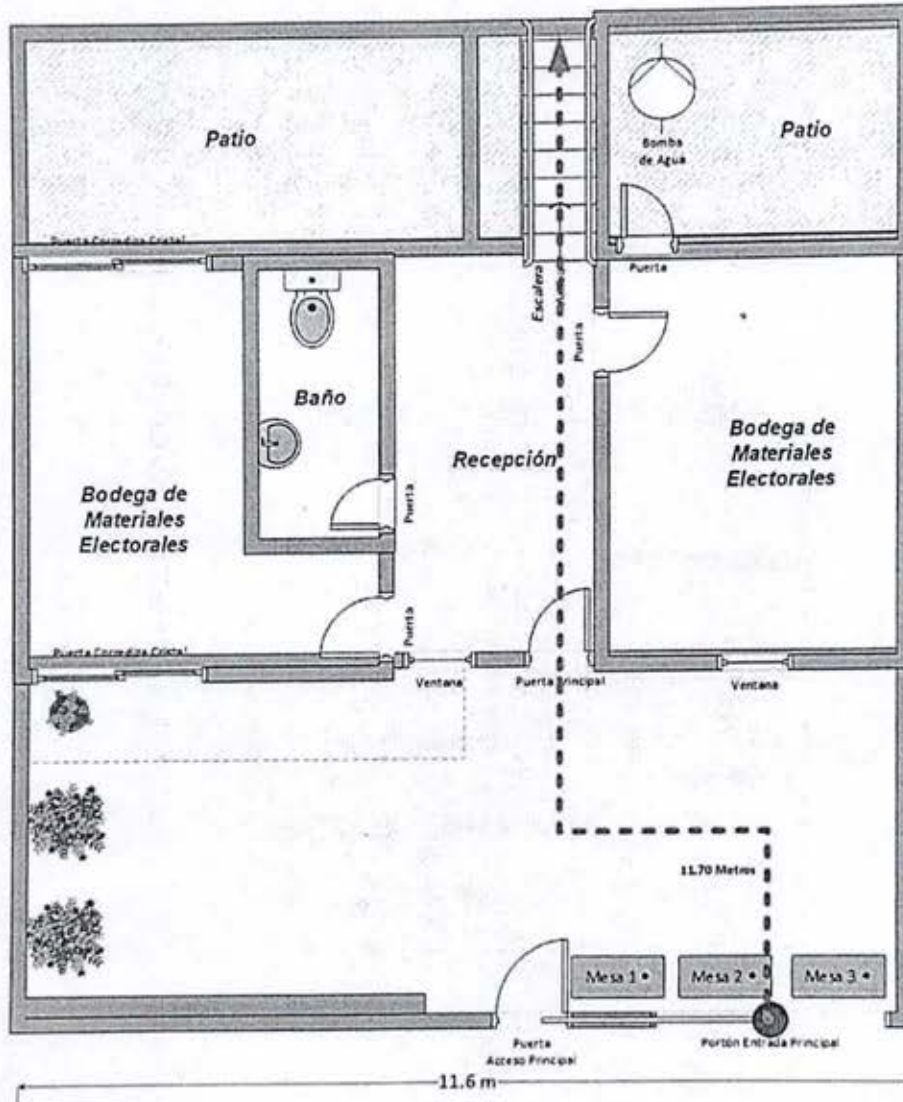 Patio
Bomba
de Agua
Patio
Puerta Corrediza Cristal
Puerta
Escalera
Puerta
Baño
Recepción
Bodega de
Materiales
Electorales
Bodega de
Materiales
Electorales
Puerta
Puerta
Puerta Corrediza Cristal
Ventana
Puerta Principal
Ventana
11.70 Metros
Mesa 1
Mesa 2
Mesa 3
Puerta
Acceso Principal
Portón Entrada Principal
11.6 m